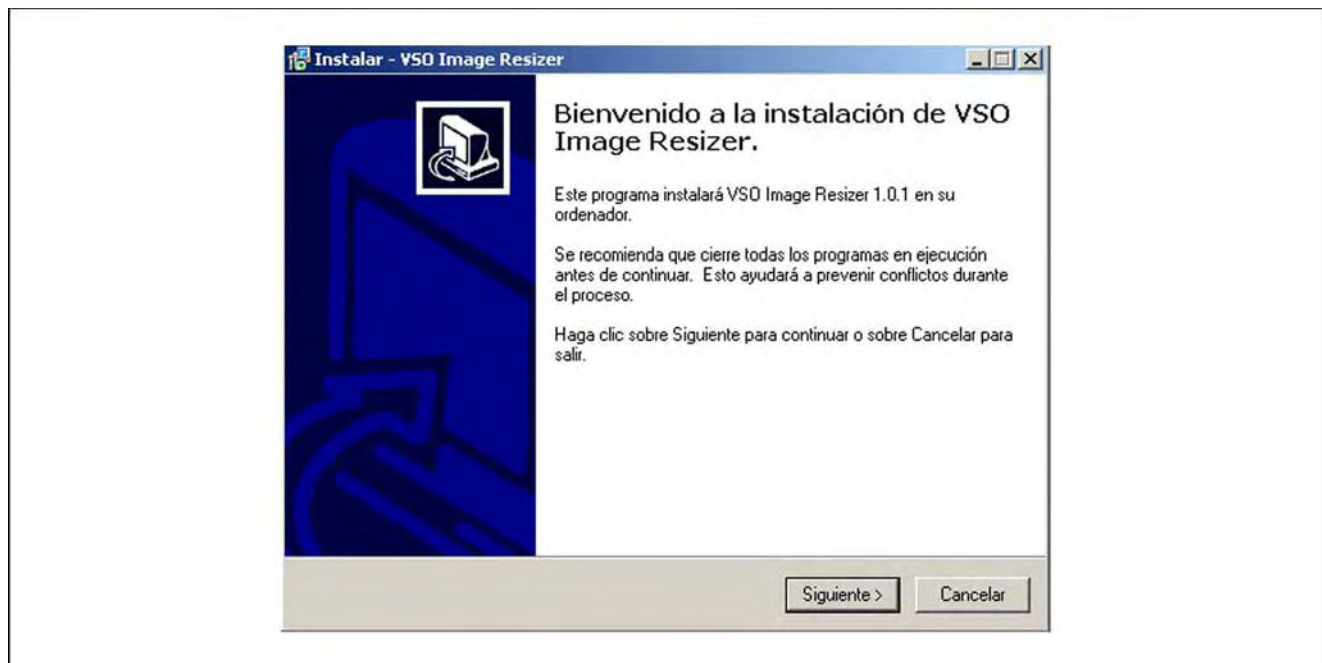 Instalar - VSO Image Resizer
Bienvenido a la instalación de VSO
Image Resizer.
Este programa instalará VSO Image Resizer 1.0.1 en su
ordenador.
Se recomienda que cierre todas los programas en ejecución
antes de continuar. Esto ayudará a prevenir conflictos durante
el proceso.
Haga clic sobre Siguiente para continuar o sobre Cancelar para
salir.
Siguiente >
Cancelar